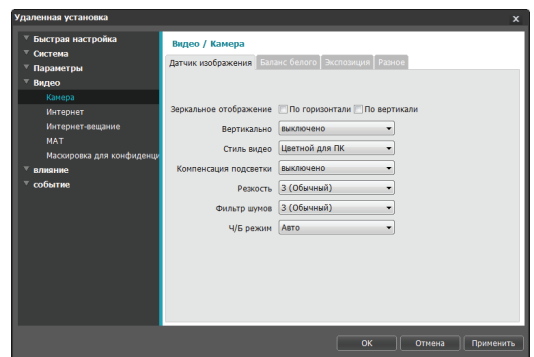 Удаленная установка x
Быстрая настройка
Система
Параметры
Видео
Камера
Интернет
Интернет-вещание
MAT
Маскировка для конфиденци
влияние
событие
Видео / Камера
Датчик изображения Баланс белого Экспозиция Разное
Зеркальное отображение По горизонтали По вертикали
Вертикально выключено
Стиль видео Цветной для ПК
Компенсация подсветки выключено
Резкость 3 (Обычный)
Фильтр шумов 3 (Обычный)
Ч/Б режим Авто
OK Отмена Применить